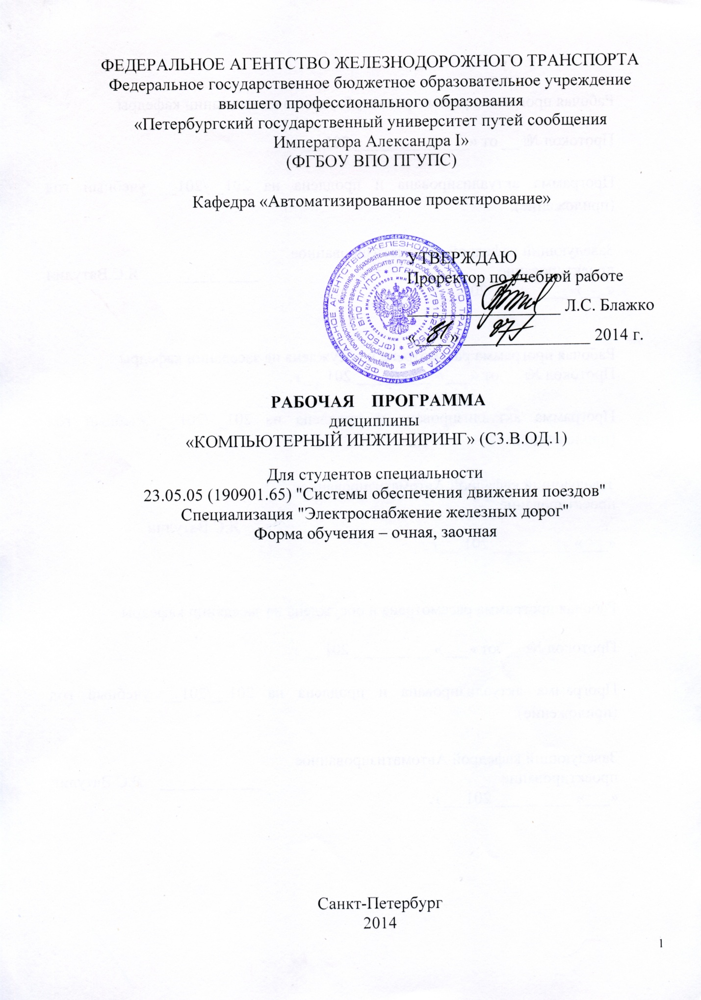 ФЕДЕРАЛЬНОЕ АГЕНТСТВО ЖЕЛЕЗНОДОРОЖНОГО ТРАНСПОРТА
Федеральное государственное бюджетное образовательное учреждение
высшего профессионального образования
«Петербургский государственный университет путей сообщения
Императора Александра I»
(ФГБОУ ВПО ПГУПС)
Кафедра «Автоматизированное проектирование»
УТВЕРЖДАЮ
Проректор по учебной работе
Л.С. Блажко
«31» 07 2014 г.
РАБОЧАЯ ПРОГРАММА
дисциплины
«КОМПЬЮТЕРНЫЙ ИНЖИНИРИНГ» (С3.В.ОД.1)
Для студентов специальности
23.05.05 (190901.65) "Системы обеспечения движения поездов"
Специализация "Электроснабжение железных дорог"
Форма обучения – очная, заочная
Санкт-Петербург
2014
1